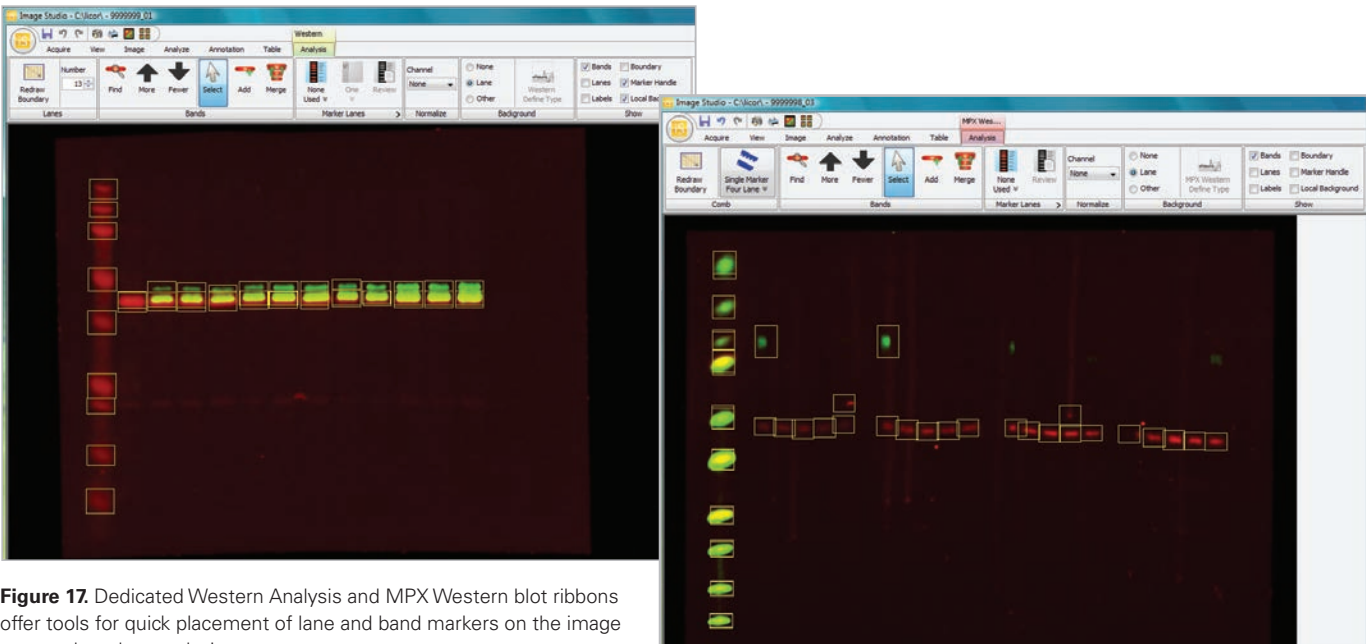 Image Studio - C:\licor\ - 9999999_01
Western
Acquire View Image Analyze Annotation Table Analysis
Redraw Boundary
Number
13
Find More Fewer Select Add Merge
None Used
One
Review
Channel
None
None
Lane
Other
Western Define Type
Bands Boundary
Lanes Marker Handle
Labels Local Bac
Lanes Bands Marker Lanes Normalize Background Show
Image Studio - C:\licor\ - 9999998_03
MPX Wes...
Acquire View Image Analyze Annotation Table Analysis
Redraw Boundary
Single Marker Four Lane
Find More Fewer Select Add Merge
None Used
Review
Channel
None
None
Lane
Other
MPX Western Define Type
Bands Boundary
Lanes Marker Handle
Labels Local Background
Comb Bands Marker Lanes Normalize Background Show
Figure 17. Dedicated Western Analysis and MPX Western blot ribbons
offer tools for quick placement of lane and band markers on the image